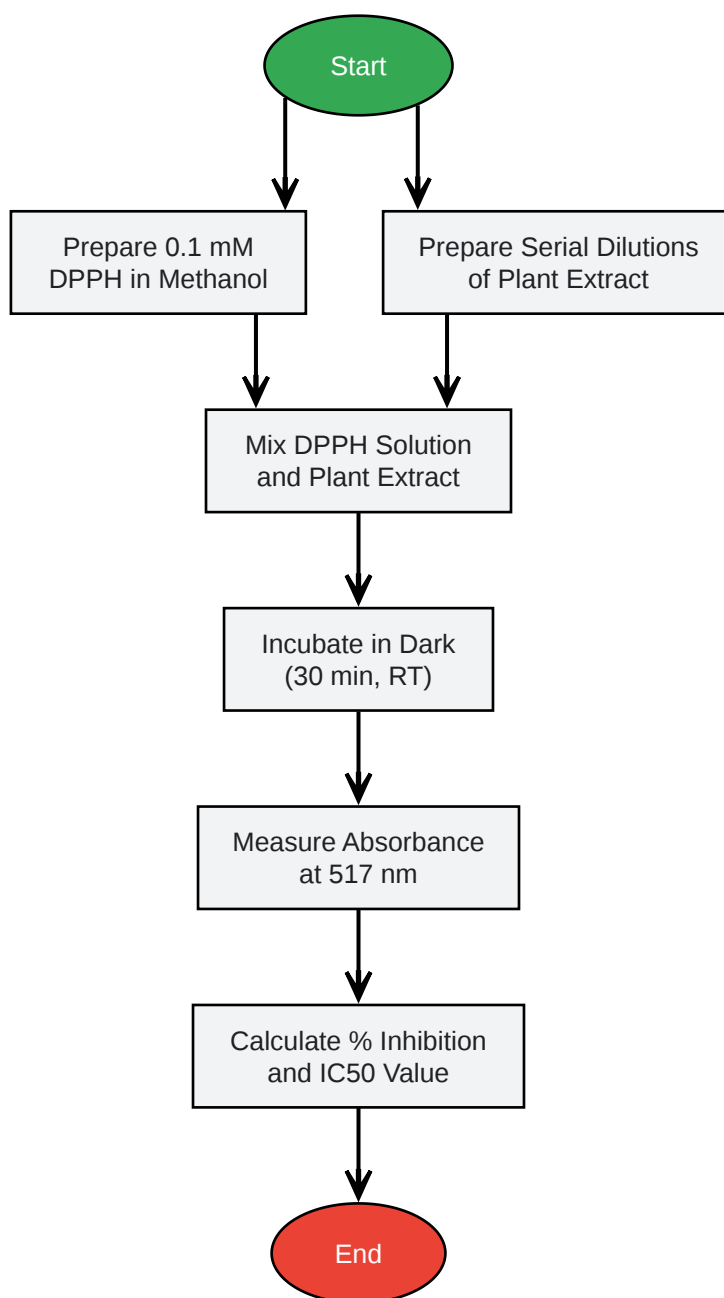 Start
Prepare 0.1 mM
DPPH in Methanol
Prepare Serial Dilutions
of Plant Extract
Mix DPPH Solution
and Plant Extract
Incubate in Dark
(30 min, RT)
Measure Absorbance
at 517 nm
Calculate % Inhibition
and IC50 Value
End